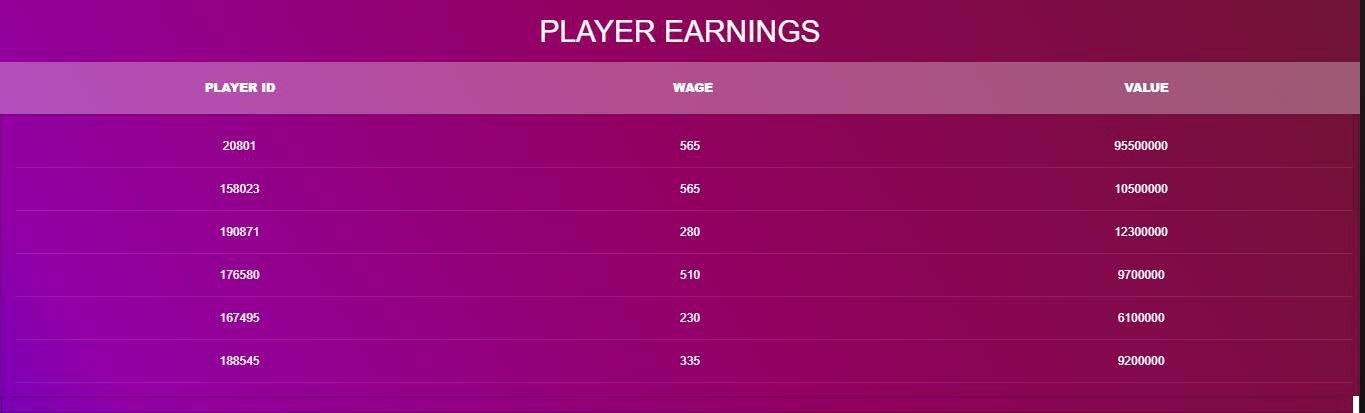 PLAYER EARNINGS
PLAYER ID WAGE VALUE
20801 565 95500000
158023 565 10500000
190871 280 12300000
176580 510 9700000
167495 230 6100000
188545 335 9200000